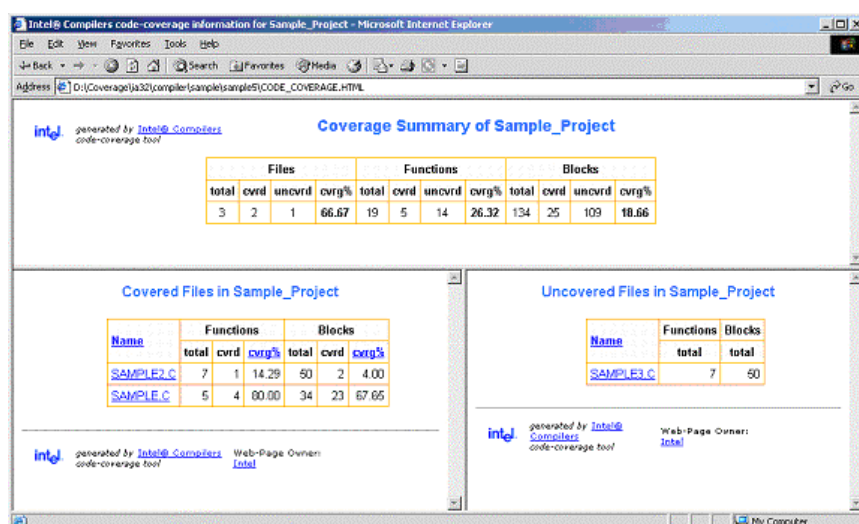 Intel® Compilers code-coverage information for Sample_Project - Microsoft Internet Explorer
File Edit View Favorites Tools Help
Back Search Favorites Media
Address D:\Coverage\ia32\compiler\sample\sample5\CODE_COVERAGE.HTML Go
intel. generated by Intel® Compilers
code-coverage tool
Coverage Summary of Sample_Project
Files Functions Blocks
total cvrd uncvrd cvrg% total cvrd uncvrd cvrg% total cvrd uncvrd cvrg%
3 2 1 66.67 19 5 14 26.32 134 25 109 18.66
Covered Files in Sample_Project
Name Functions Blocks
total cvrd cvrg% total cvrd cvrg%
SAMPLE2.C 7 1 14.29 50 2 4.00
SAMPLE.C 5 4 80.00 34 23 67.65
intel. generated by Intel® Compilers
code-coverage tool
Web-Page Owner:
Intel
Uncovered Files in Sample_Project
Name Functions Blocks
total total
SAMPLE3.C 7 50
intel. generated by Intel®
Compilers
code-coverage tool
Web-Page Owner:
Intel
My Computer